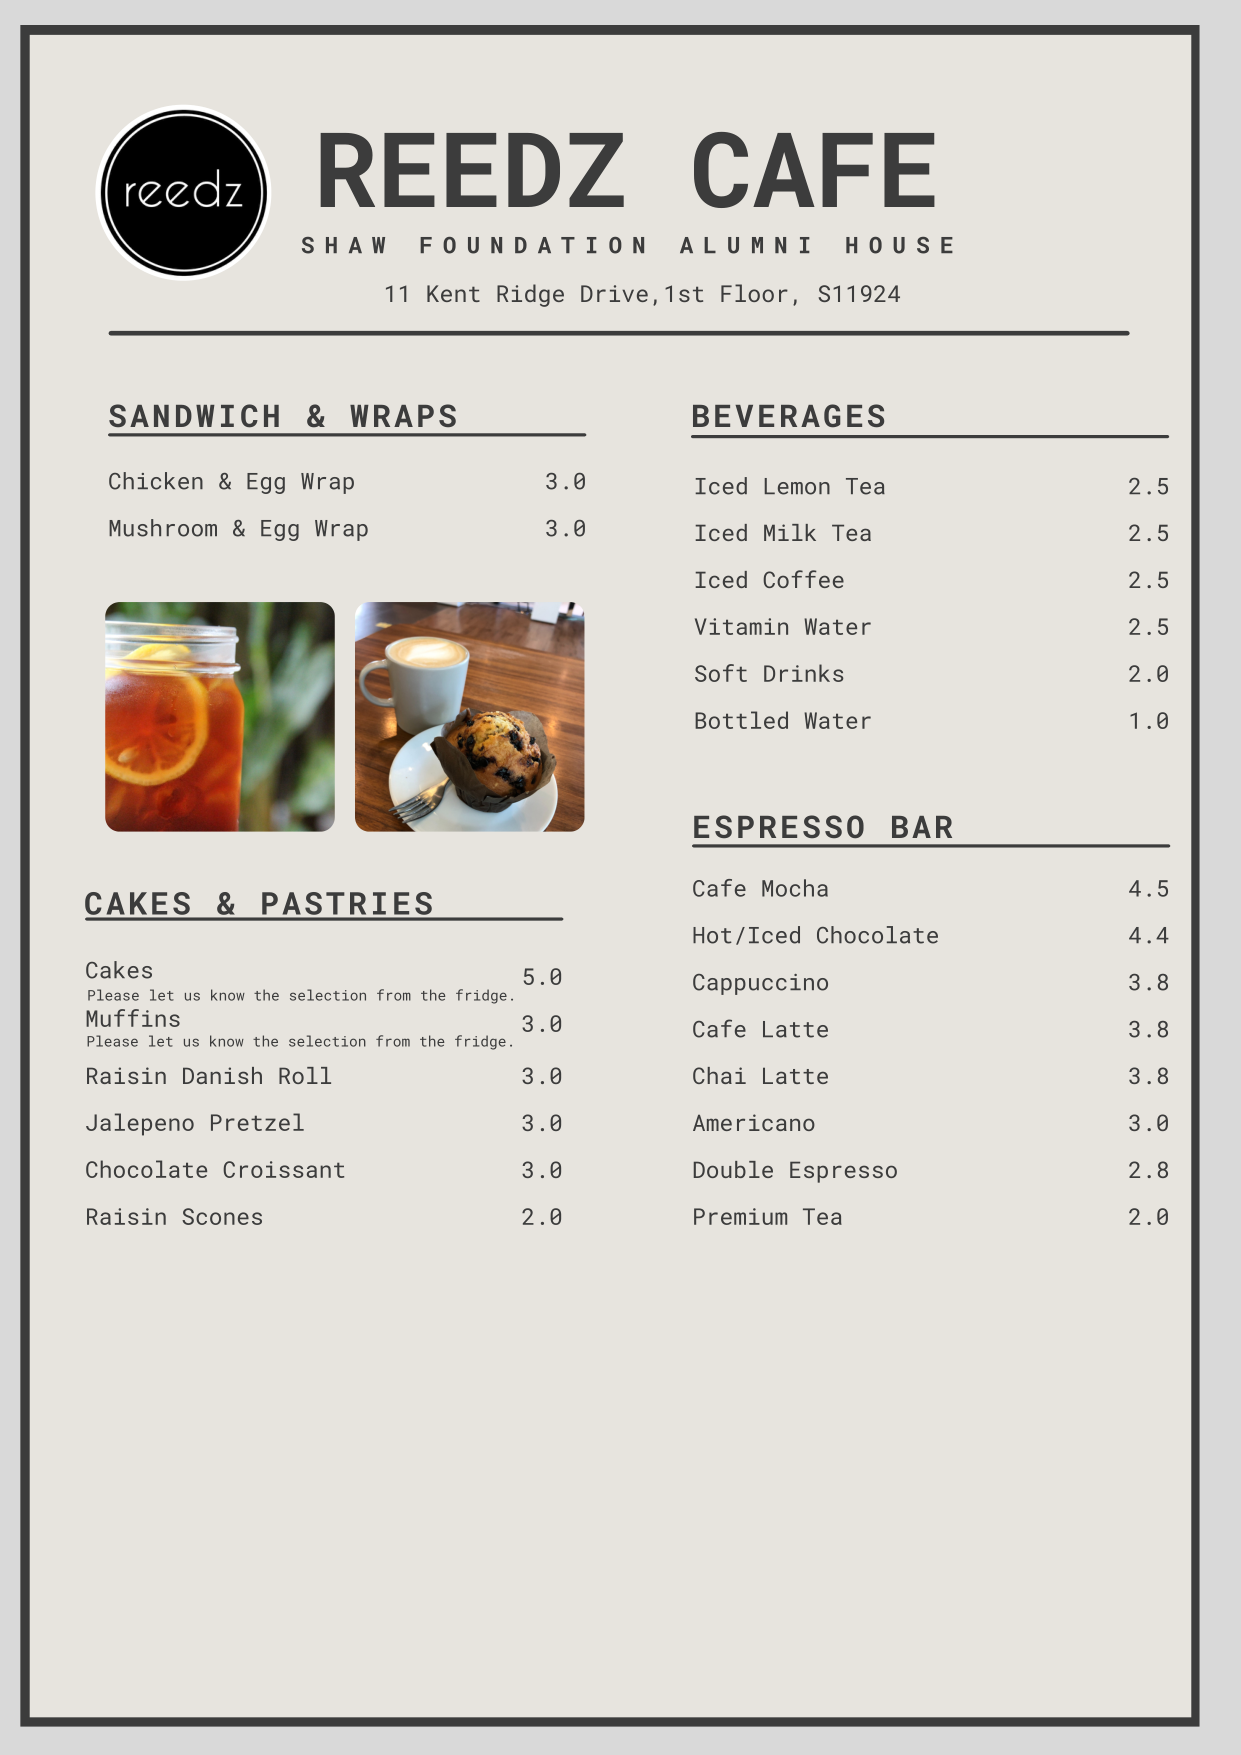 reedz
REEDZ CAFE
SHAW FOUNDATION ALUMNI HOUSE
11 Kent Ridge Drive,1st Floor, S11924
SANDWICH & WRAPS
Chicken & Egg Wrap 3.0
Mushroom & Egg Wrap 3.0
CAKES & PASTRIES
Cakes 5.0
Please let us know the selection from the fridge.
Muffins 3.0
Please let us know the selection from the fridge.
Raisin Danish Roll 3.0
Jalepeno Pretzel 3.0
Chocolate Croissant 3.0
Raisin Scones 2.0
BEVERAGES
Iced Lemon Tea 2.5
Iced Milk Tea 2.5
Iced Coffee 2.5
Vitamin Water 2.5
Soft Drinks 2.0
Bottled Water 1.0
ESPRESSO BAR
Cafe Mocha 4.5
Hot/Iced Chocolate 4.4
Cappuccino 3.8
Cafe Latte 3.8
Chai Latte 3.8
Americano 3.0
Double Espresso 2.8
Premium Tea 2.0